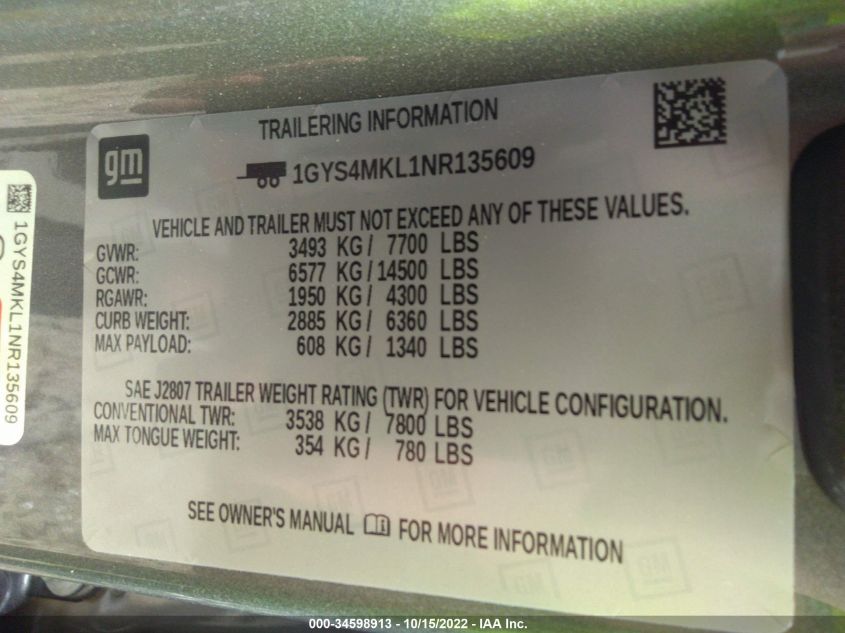 TRAILERING INFORMATION
gm
1GYS4MKL1NR135609
VEHICLE AND TRAILER MUST NOT EXCEED ANY OF THESE VALUES.
GVWR: 3493 KG / 7700 LBS
GCWR: 6577 KG / 14500 LBS
RGAWR: 1950 KG / 4300 LBS
CURB WEIGHT: 2885 KG / 6360 LBS
MAX PAYLOAD: 608 KG / 1340 LBS
SAE J2807 TRAILER WEIGHT RATING (TWR) FOR VEHICLE CONFIGURATION.
CONVENTIONAL TWR: 3538 KG / 7800 LBS
MAX TONGUE WEIGHT: 354 KG / 780 LBS
SEE OWNER'S MANUAL FOR MORE INFORMATION
1GYS4MKL1NR135609
000-34598913 - 10/15/2022 - IAA Inc.